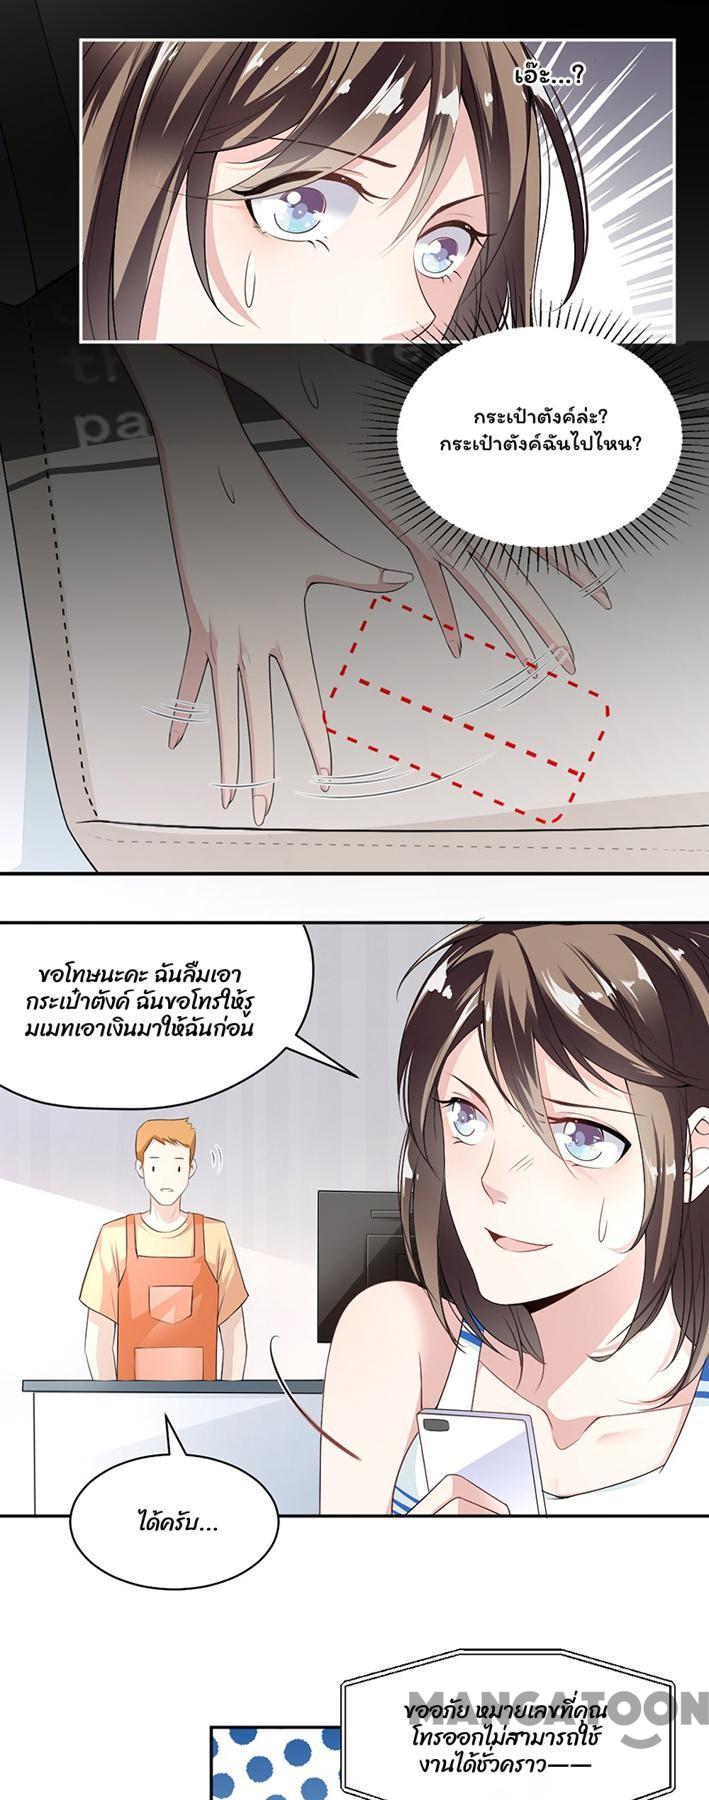 เอ๊ะ...?
กระเป๋าตังค์ล่ะ?
กระเป๋าตังค์ฉันไปไหน?
pa
ขอโทษนะคะ ฉันลืมเอา
กระเป๋าตังค์ ฉันขอโทรให้รู
มเมทเอาเงินมาให้ฉันก่อน
ได้ครับ...
MANGATOON
ขออภัย หมายเลขที่คุณ
โทรออกไม่สามารถใช้
งานได้ชั่วคราว——